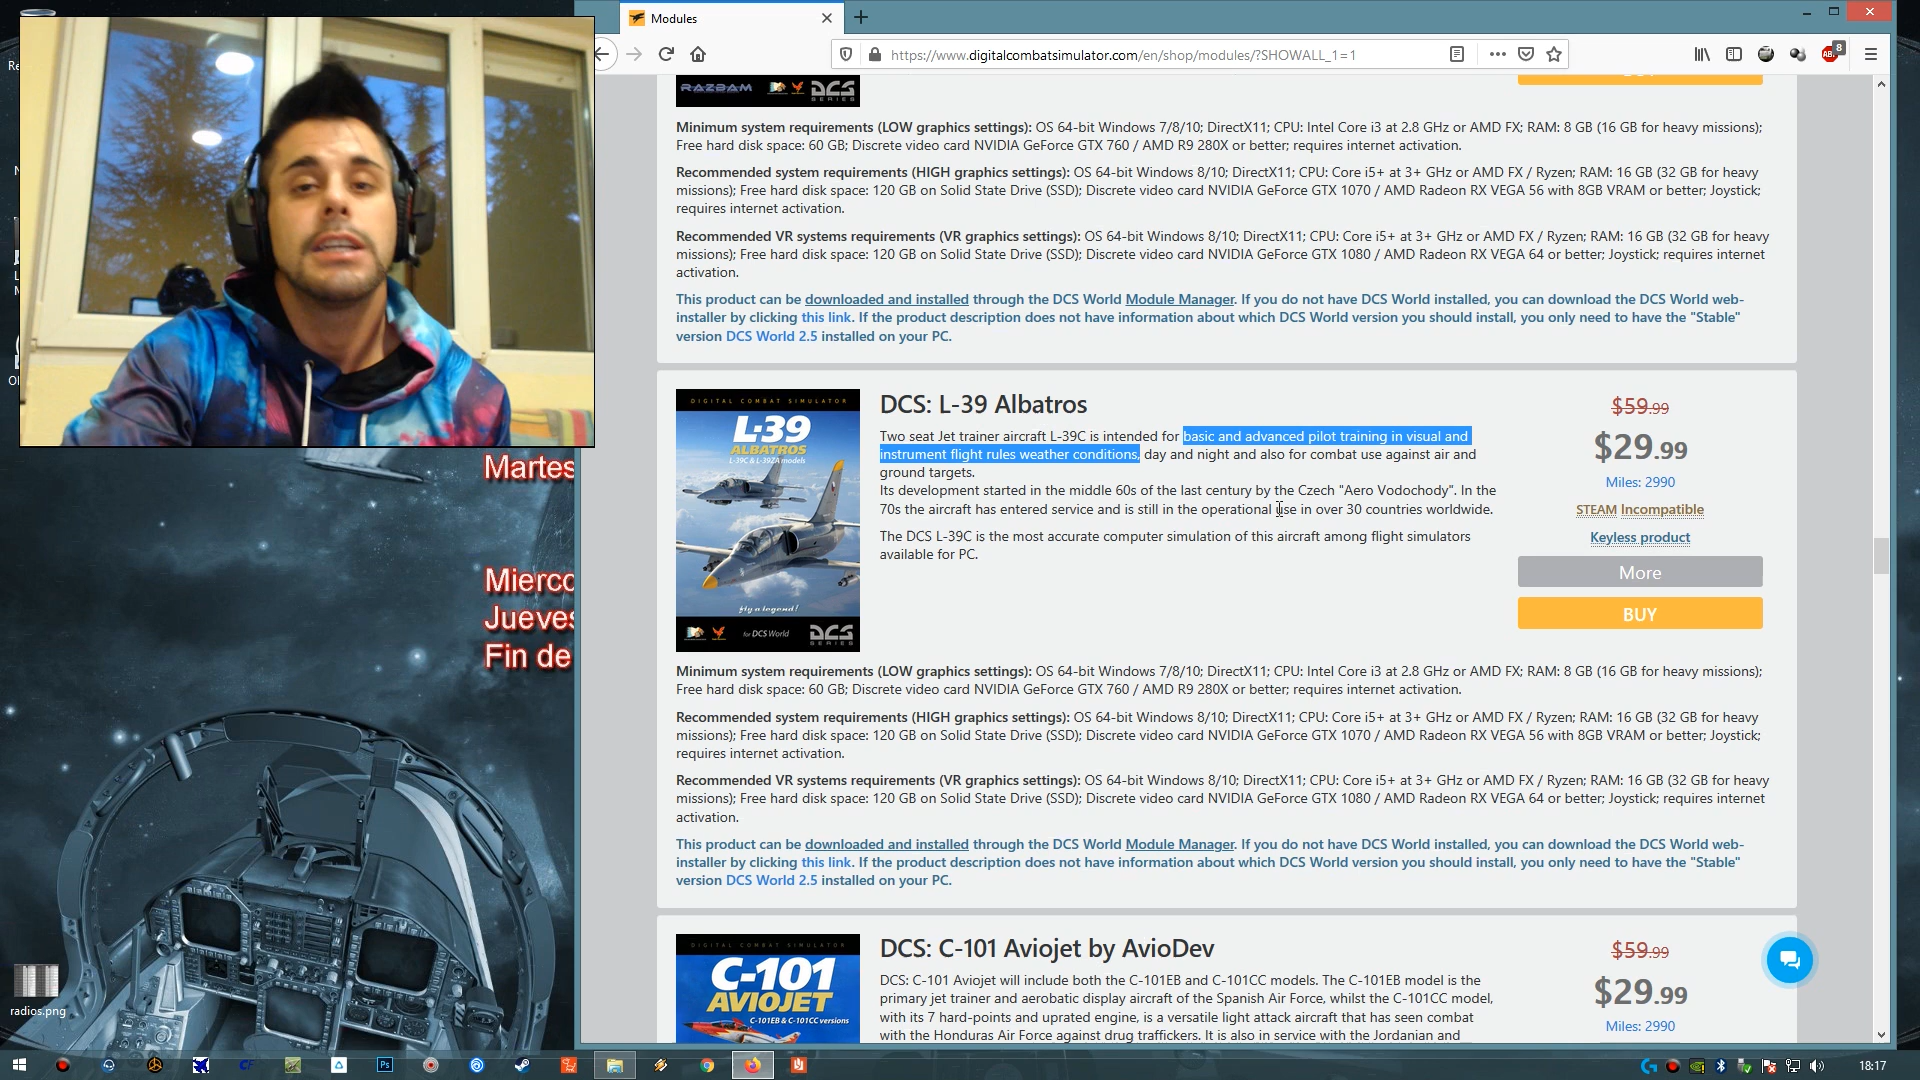 Modules
https://www.digitalcombatsimulator.com/en/shop/modules/?SHOWALL_1=1
8
RAZBAM DCS SERIES
Minimum system requirements (LOW graphics settings): OS 64-bit Windows 7/8/10; DirectX11; CPU: Intel Core i3 at 2.8 GHz or AMD FX; RAM: 8 GB (16 GB for heavy missions);
Free hard disk space: 60 GB; Discrete video card NVIDIA GeForce GTX 760 / AMD R9 280X or better; requires internet activation.
Recommended system requirements (HIGH graphics settings): OS 64-bit Windows 8/10; DirectX11; CPU: Core i5+ at 3+ GHz or AMD FX / Ryzen; RAM: 16 GB (32 GB for heavy
missions); Free hard disk space: 120 GB on Solid State Drive (SSD); Discrete video card NVIDIA GeForce GTX 1070 / AMD Radeon RX VEGA 56 with 8GB VRAM or better; Joystick;
requires internet activation.
Recommended VR systems requirements (VR graphics settings): OS 64-bit Windows 8/10; DirectX11; CPU: Core i5+ at 3+ GHz or AMD FX / Ryzen; RAM: 16 GB (32 GB for heavy
missions); Free hard disk space: 120 GB on Solid State Drive (SSD); Discrete video card NVIDIA GeForce GTX 1080 / AMD Radeon RX VEGA 64 or better; Joystick; requires internet
activation.
This product can be downloaded and installed through the DCS World Module Manager. If you do not have DCS World installed, you can download the DCS World web-
installer by clicking this link. If the product description does not have information about which DCS World version you should install, you only need to have the "Stable"
version DCS World 2.5 installed on your PC.
DIGITAL COMBAT SIMULATOR
L-39
ALBATROS
L-39C & L-39ZA models
fly a legend!
for DCS World DCS SERIES
DCS: L-39 Albatros
Two seat Jet trainer aircraft L-39C is intended for basic and advanced pilot training in visual and
instrument flight rules weather conditions, day and night and also for combat use against air and
ground targets.
Its development started in the middle 60s of the last century by the Czech "Aero Vodochody". In the
70s the aircraft has entered service and is still in the operational use in over 30 countries worldwide.
The DCS L-39C is the most accurate computer simulation of this aircraft among flight simulators
available for PC.
$59.99
$29.99
Miles: 2990
STEAM Incompatible
Keyless product
More
BUY
Minimum system requirements (LOW graphics settings): OS 64-bit Windows 7/8/10; DirectX11; CPU: Intel Core i3 at 2.8 GHz or AMD FX; RAM: 8 GB (16 GB for heavy missions);
Free hard disk space: 60 GB; Discrete video card NVIDIA GeForce GTX 760 / AMD R9 280X or better; requires internet activation.
Recommended system requirements (HIGH graphics settings): OS 64-bit Windows 8/10; DirectX11; CPU: Core i5+ at 3+ GHz or AMD FX / Ryzen; RAM: 16 GB (32 GB for heavy
missions); Free hard disk space: 120 GB on Solid State Drive (SSD); Discrete video card NVIDIA GeForce GTX 1070 / AMD Radeon RX VEGA 56 with 8GB VRAM or better; Joystick;
requires internet activation.
Recommended VR systems requirements (VR graphics settings): OS 64-bit Windows 8/10; DirectX11; CPU: Core i5+ at 3+ GHz or AMD FX / Ryzen; RAM: 16 GB (32 GB for heavy
missions); Free hard disk space: 120 GB on Solid State Drive (SSD); Discrete video card NVIDIA GeForce GTX 1080 / AMD Radeon RX VEGA 64 or better; Joystick; requires internet
activation.
This product can be downloaded and installed through the DCS World Module Manager. If you do not have DCS World installed, you can download the DCS World web-
installer by clicking this link. If the product description does not have information about which DCS World version you should install, you only need to have the "Stable"
version DCS World 2.5 installed on your PC.
DIGITAL COMBAT SIMULATOR
C-101
AVIOJET
C-101EB & C-101CC versions
DCS: C-101 Aviojet by AvioDev
DCS: C-101 Aviojet will include both the C-101EB and C-101CC models. The C-101EB model is the
primary jet trainer and aerobatic display aircraft of the Spanish Air Force, whilst the C-101CC model,
with its 7 hard-points and uprated engine, is a versatile light attack aircraft that has seen combat
with the Honduras Air Force against drug traffickers. It is also in service with the Jordanian and
$59.99
$29.99
Miles: 2990
Martes
Mierco
Jueves
Fin de
radios.png
18:17